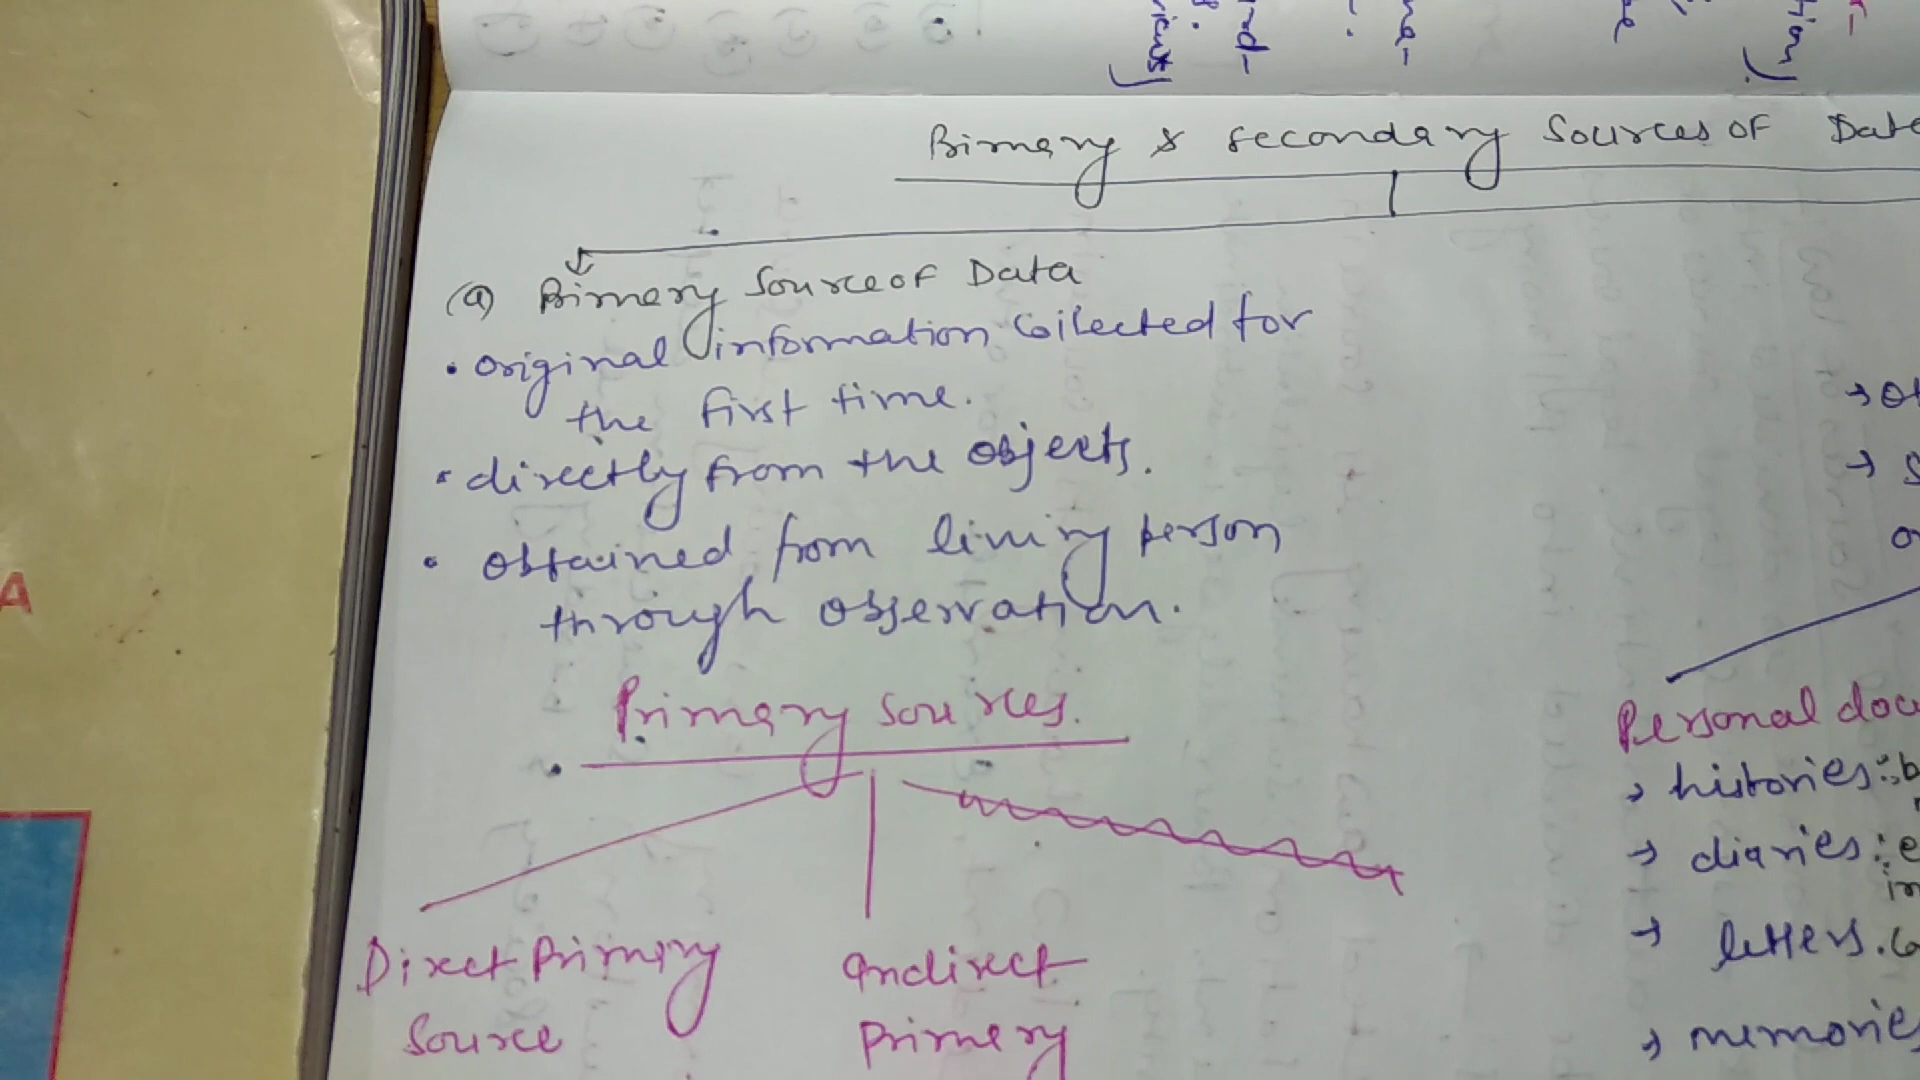 Primary & secondary Sources OF Data
(a) Primary Source OF Data
• original information collected for
the first time.
• directly from the objects.
• obtained from living person
through observation.
Primary sources.
Direct Primary
Source
Indirect
Primary
Personal
→ histories:
→ diaries:
→ letters.
→ memories
A